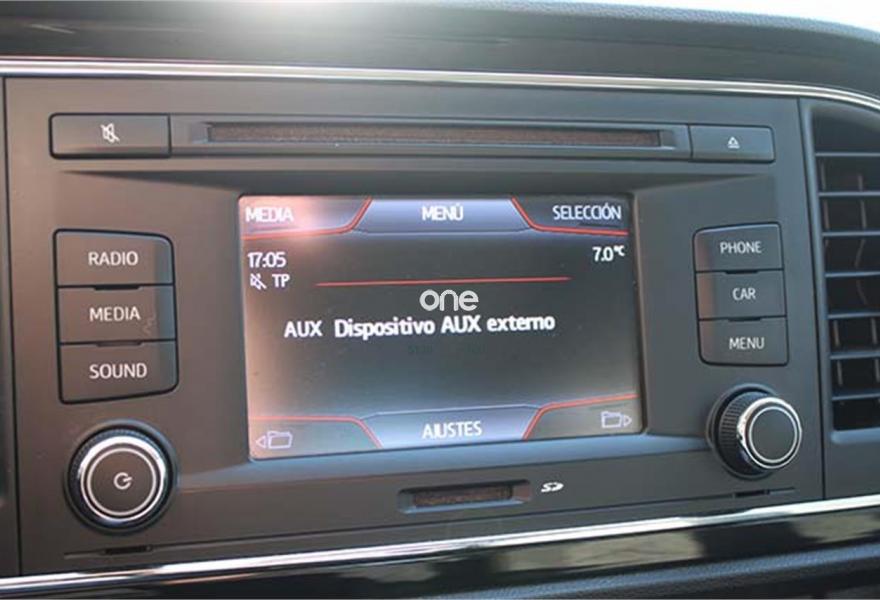 MEDIA MENÚ SELECCIÓN
17:05 7.0°C
TP
one
AUX Dispositivo AUX externo
AJUSTES
RADIO
MEDIA
SOUND
PHONE
CAR
MENU
SD